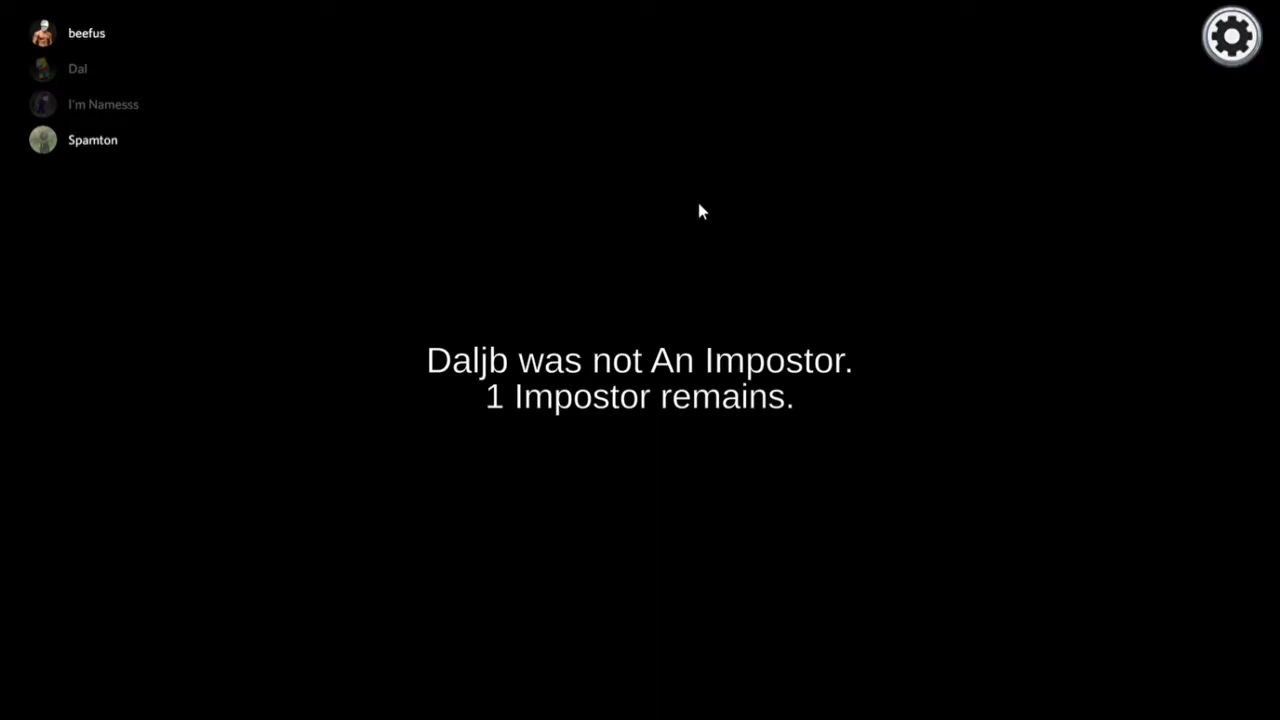 beefus
Dal
I'm Namesss
Spamton
Daljb was not An Impostor.
1 Impostor remains.